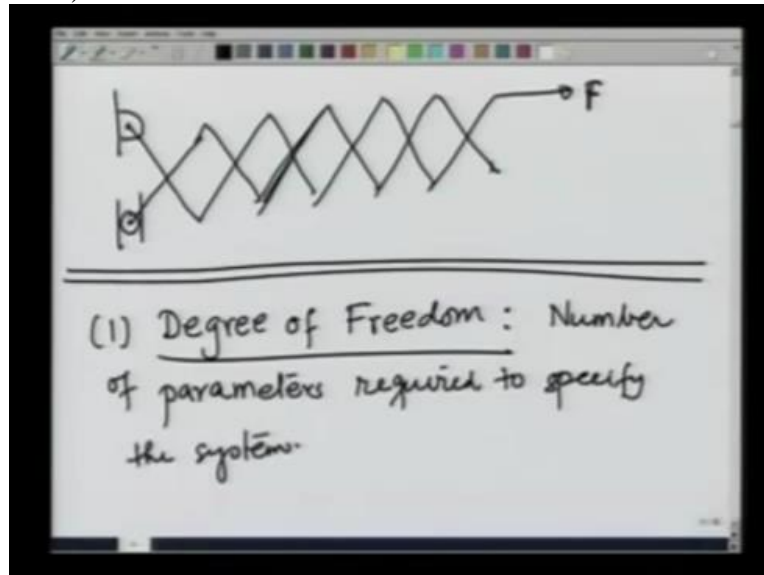 F
(1) Degree of Freedom : Number
of parameters required to specify
the system.